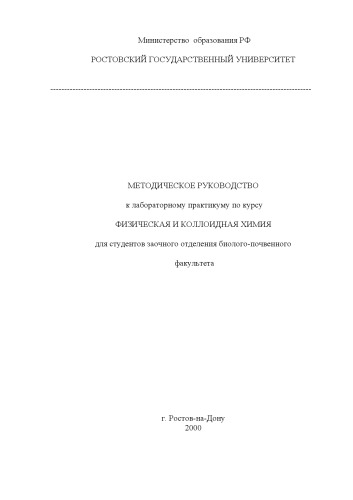 Министерство образования РФ
РОСТОВСКИЙ ГОСУДАРСТВЕННЫЙ УНИВЕРСИТЕТ
----------------------------------------------------------------------------------------------
МЕТОДИЧЕСКОЕ РУКОВОДСТВО
к лабораторному практикуму по курсу
ФИЗИЧЕСКАЯ И КОЛЛОИДНАЯ ХИМИЯ
для студентов заочного отделения биолого-почвенного
факультета
г. Ростов-на-Дону
2000